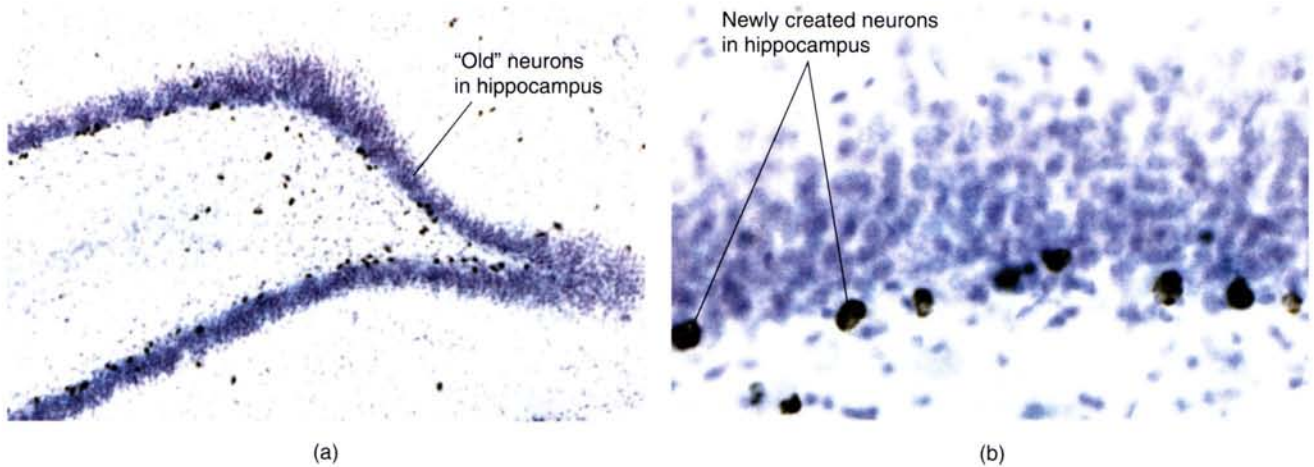 “Old” neurons
in hippocampus
Newly created neurons
in hippocampus
(a)
(b)